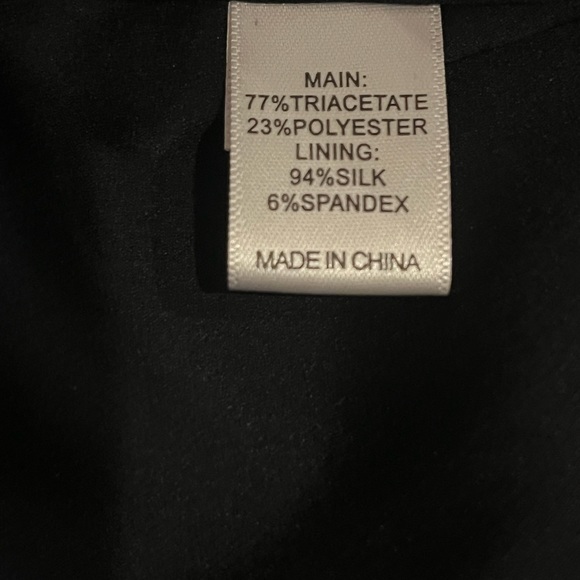 MAIN:
77%TRIACETATE
23%POLYESTER
LINING:
94%SILK
6%SPANDEX
MADE IN CHINA